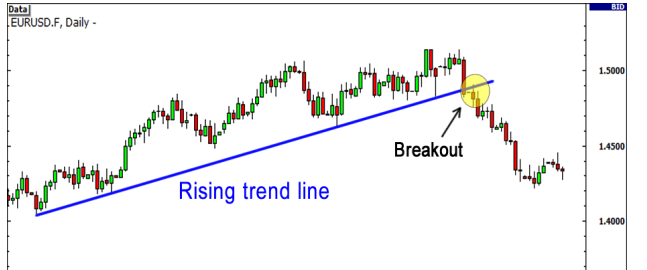 Data
EURUSD.F, Daily -
BID
1.5000
Breakout
1.4500
Rising trend line
1.4000